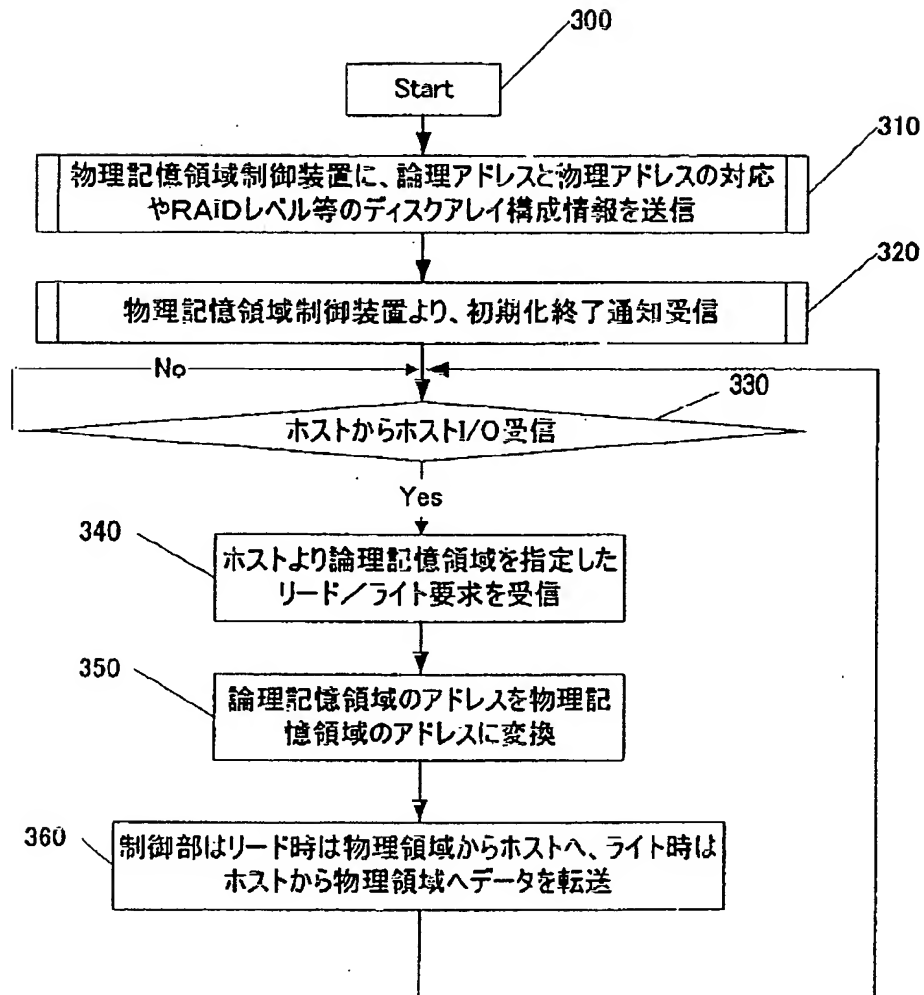 300
Start
310
物理記憶領域制御装置に、論理アドレスと物理アドレスの対応
やRAIDレベル等のディスクアレイ構成情報を送信
320
物理記憶領域制御装置より、初期化終了通知受信
No
330
ホストからホストI/O受信
Yes
340
ホストより論理記憶領域を指定した
リード／ライト要求を受信
350
論理記憶領域のアドレスを物理記
憶領域のアドレスに変換
360
制御部はリード時は物理領域からホストへ、ライト時は
ホストから物理領域へデータを転送